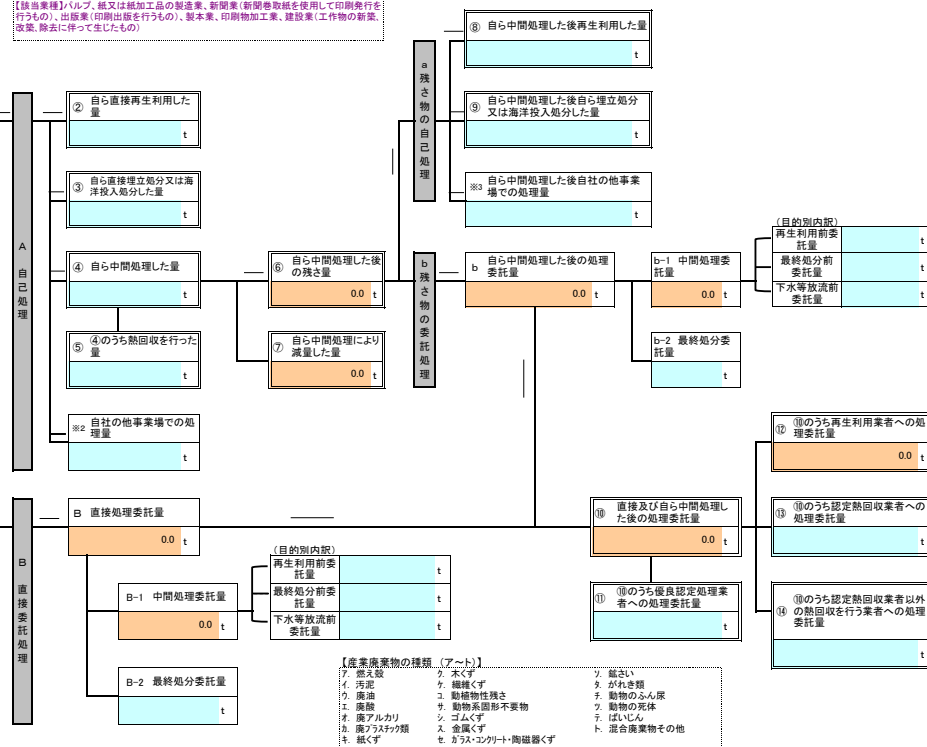 【該当業種】パルプ、紙又は紙加工品の製造業、新聞業(新聞巻取紙を使用して印刷発行を
行うもの)、出版業(印刷出版を行うもの)、製本業、印刷物加工業、建設業(工作物の新築、
改築、除去に伴って生じたもの)
⑧ 自ら中間処理した後再生利用した量
t
a 残さ物の自己処理
② 自ら直接再生利用した
量
t
⑨ 自ら中間処理した後自ら埋立処分
又は海洋投入処分した量
t
③ 自ら直接埋立処分又は海
洋投入処分した量
t
※3 自ら中間処理した後自社の他事業
場での処理量
t
A 自己処理
④ 自ら中間処理した量
t
⑥ 自ら中間処理した後
の残さ量
0.0 t
b 残さ物の委託処理
b 自ら中間処理した後の処理
委託量
0.0 t
b-1 中間処理委
託量
0.0 t
(目的別内訳)
再生利用前委
託量
t
最終処分前
委託量
t
下水等放流前
委託量
t
⑤ ④のうち熱回収を行った
量
t
⑦ 自ら中間処理により
減量した量
0.0 t
b-2 最終処分委
託量
t
※2 自社の他事業場での処
理量
t
⑫ ⑩のうち再生利用業者への処
理委託量
0.0 t
B 直接委託処理
B 直接処理委託量
0.0 t
⑩ 直接及び自ら中間処理し
た後の処理委託量
0.0 t
⑬ ⑩のうち認定熱回収業者への
処理委託量
t
B-1 中間処理委託量
0.0 t
(目的別内訳)
再生利用前委
託量
t
最終処分前委
託量
t
下水等放流前
委託量
t
⑪ ⑩のうち優良認定処理業
者への処理委託量
t
⑭ ⑩のうち認定熱回収業者以外
の熱回収を行う業者への処理
委託量
t
B-2 最終処分委託量
t
【産業廃棄物の種類 (ア～ト)】
ア. 燃え殻 ク. 木くず ソ. 鉱さい
イ. 汚泥 ケ. 繊維くず タ. がれき類
ウ. 廃油 コ. 動植物性残さ チ. 動物のふん尿
エ. 廃酸 サ. 動物系固形不要物 ツ. 動物の死体
オ. 廃アルカリ シ. ゴムくず テ. ばいじん
カ. 廃プラスチック類 ス. 金属くず ト. 混合廃棄物その他
キ. 紙くず セ. ガラス・コンクリート・陶磁器くず